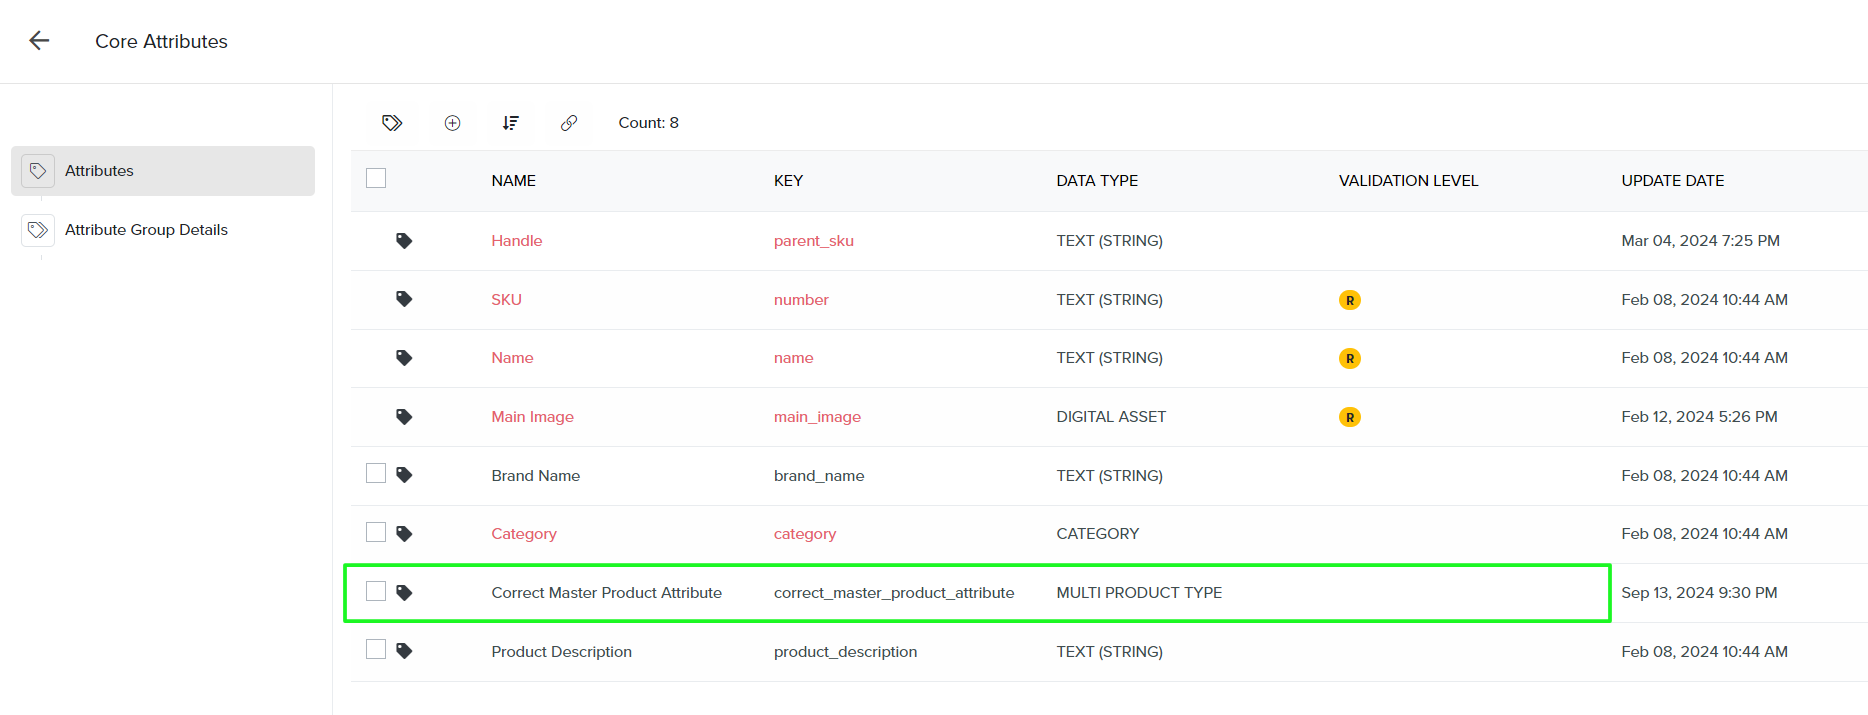 Core Attributes
Count: 8
Attributes
NAME KEY DATA TYPE VALIDATION LEVEL UPDATE DATE
Attribute Group Details
Handle parent_sku TEXT (STRING) Mar 04, 2024 7:25 PM
SKU number TEXT (STRING) R Feb 08, 2024 10:44 AM
Name name TEXT (STRING) R Feb 08, 2024 10:44 AM
Main Image main_image DIGITAL ASSET R Feb 12, 2024 5:26 PM
Brand Name brand_name TEXT (STRING) Feb 08, 2024 10:44 AM
Category category CATEGORY Feb 08, 2024 10:44 AM
Correct Master Product Attribute correct_master_product_attribute MULTI PRODUCT TYPE Sep 13, 2024 9:30 PM
Product Description product_description TEXT (STRING) Feb 08, 2024 10:44 AM